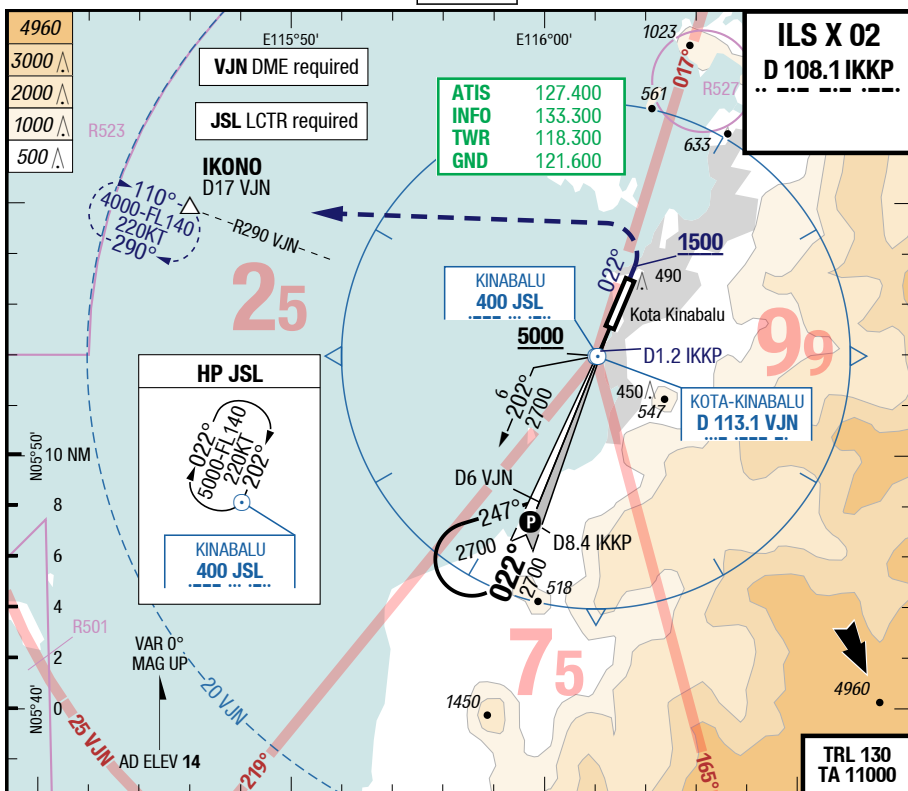 4960
3000
2000
1000
500
E115°50'
E116°00'
VJN DME required
JSL LCTR required
ATIS 127.400
INFO 133.300
TWR 118.300
GND 121.600
1023
017°
561
R527
633
ILS X 02
D 108.1 IKKP
R523
IKONO
D17 VJN
110°
4000-FL140
220KT
290°
R290 VJN
25
022°
1500
490
Kota Kinabalu
KINABALU
400 JSL
5000
D1.2 IKKP
99
450
547
KOTA-KINABALU
D 113.1 VJN
6
202°
2700
HP JSL
022°
5000-FL140
220KT
202°
KINABALU
400 JSL
N05°50'
10 NM
8
6
4
2
0
N05°40'
D6 VJN
247°
2700
P
D8.4 IKKP
022°
2700
518
75
R501
VAR 0°
MAG UP
AD ELEV 14
20 VJN
25 VJN
219°
1450
165°
4960
TRL 130
TA 11000